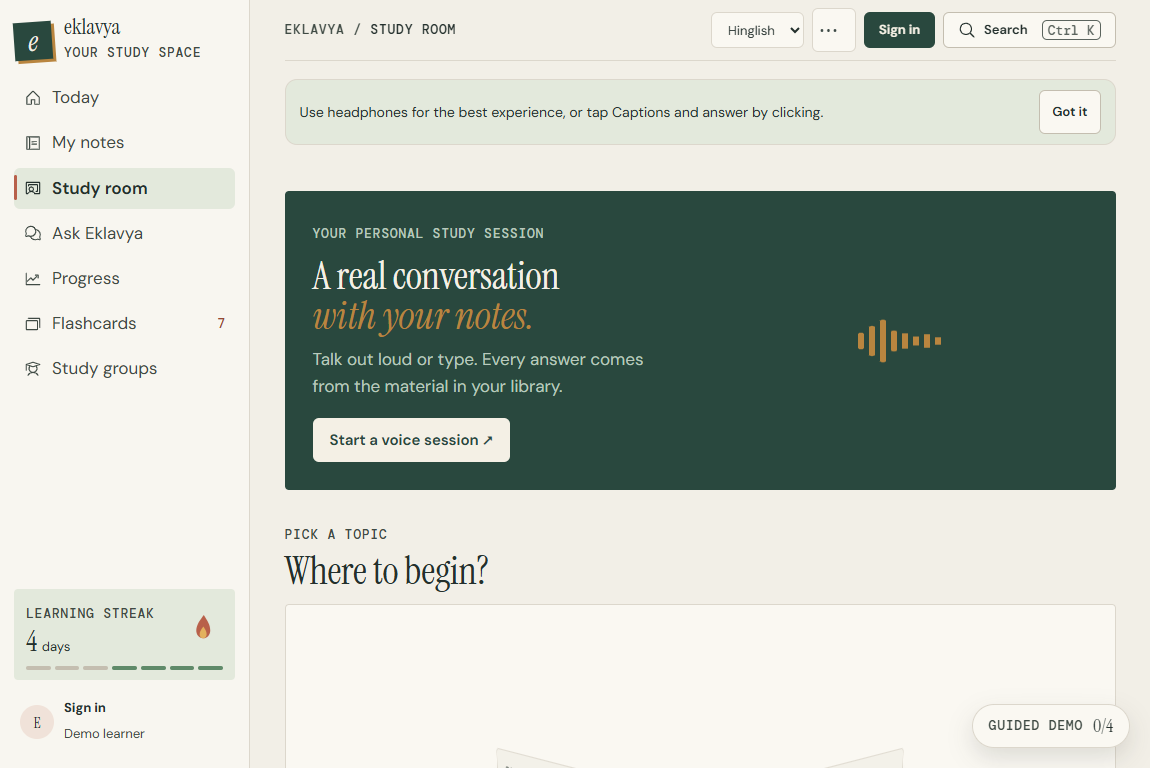 eklavya
YOUR STUDY SPACE
Today
My notes
Study room
Ask Eklavya
Progress
Flashcards 7
Study groups
LEARNING STREAK
4 days
E
Sign in
Demo learner
EKLAVYA / STUDY ROOM
Hinglish
Sign in
Search Ctrl K
Use headphones for the best experience, or tap Captions and answer by clicking.
Got it
YOUR PERSONAL STUDY SESSION
A real conversation
with your notes.
Talk out loud or type. Every answer comes
from the material in your library.
Start a voice session ↗
PICK A TOPIC
Where to begin?
GUIDED DEMO 0/4